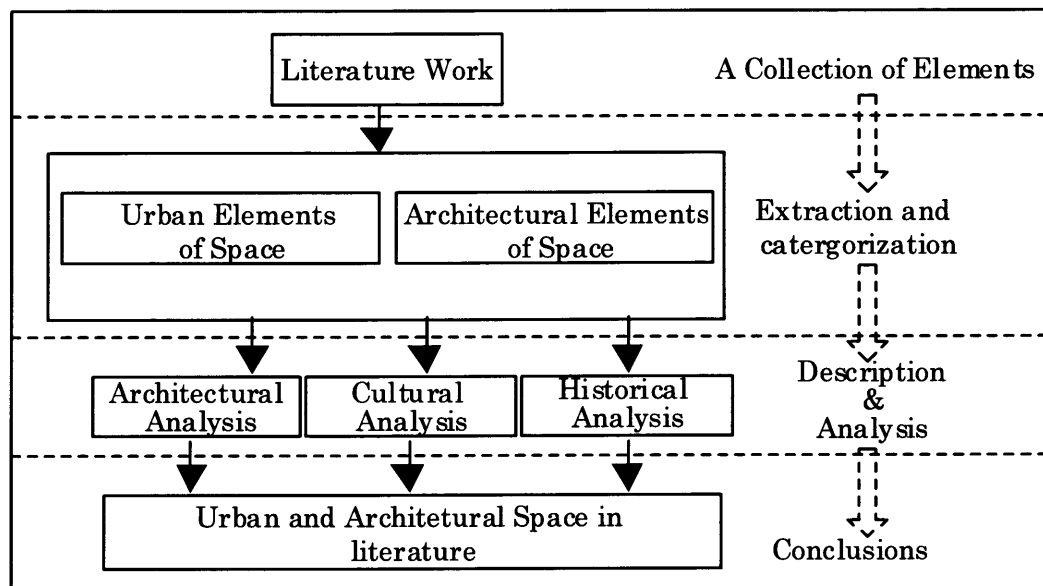 Literature Work
A Collection of Elements
Urban Elements
of Space
Architectural Elements
of Space
Extraction and
catergorization
Architectural
Analysis
Cultural
Analysis
Historical
Analysis
Description
&
Analysis
Urban and Architetural Space in
literature
Conclusions